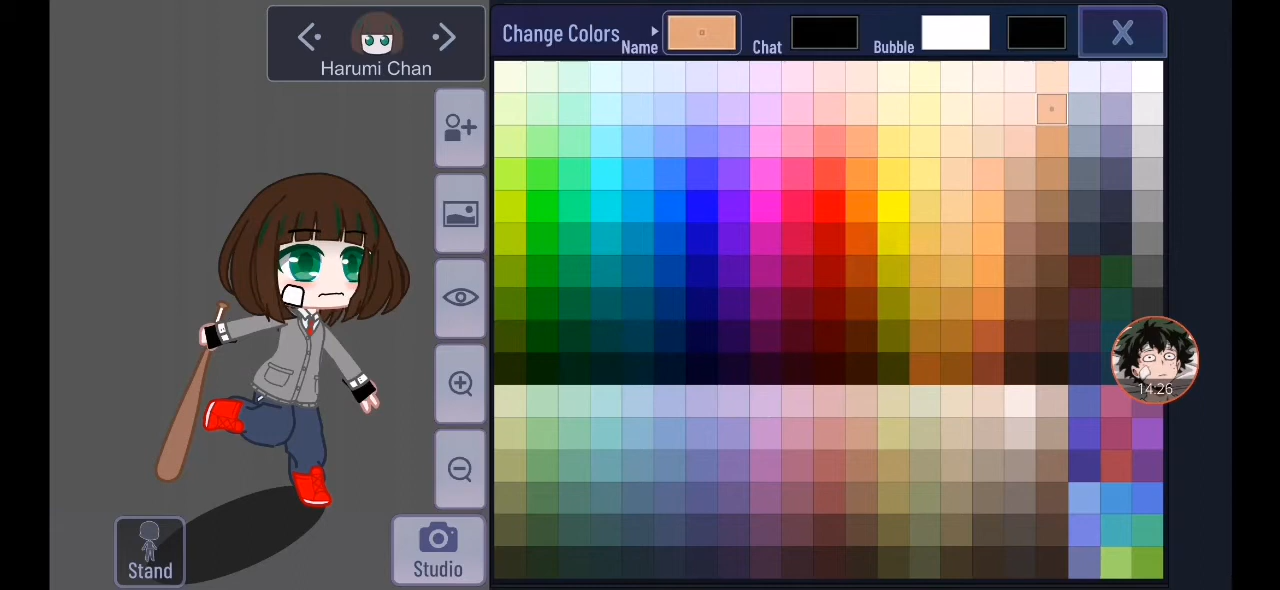 Change Colors
Name
Chat
Bubble
X
Harumi Chan
14:26
Stand
Studio